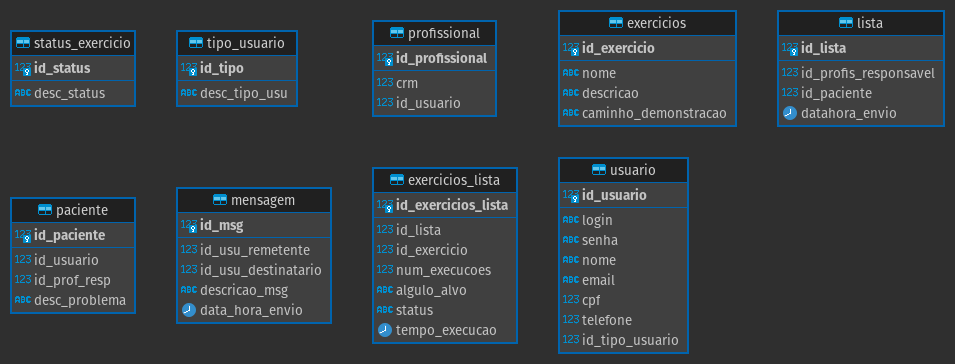 status_exercicio
123 id_status
ABC desc_status
tipo_usuario
123 id_tipo
ABC desc_tipo_usu
profissional
123 id_profissional
123 crm
123 id_usuario
exercicios
123 id_exercicio
ABC nome
ABC descricao
ABC caminho_demonstracao
lista
123 id_lista
123 id_profis_responsavel
123 id_paciente
datahora_envio
paciente
123 id_paciente
123 id_usuario
123 id_prof_resp
ABC desc_problema
mensagem
123 id_msg
123 id_usu_remetente
123 id_usu_destinatario
ABC descricao_msg
data_hora_envio
exercicios_lista
123 id_exercicios_lista
123 id_lista
123 id_exercicio
123 num_execucoes
ABC algulo_alvo
ABC status
tempo_execucao
usuario
123 id_usuario
ABC login
ABC senha
ABC nome
ABC email
123 cpf
123 telefone
123 id_tipo_usuario